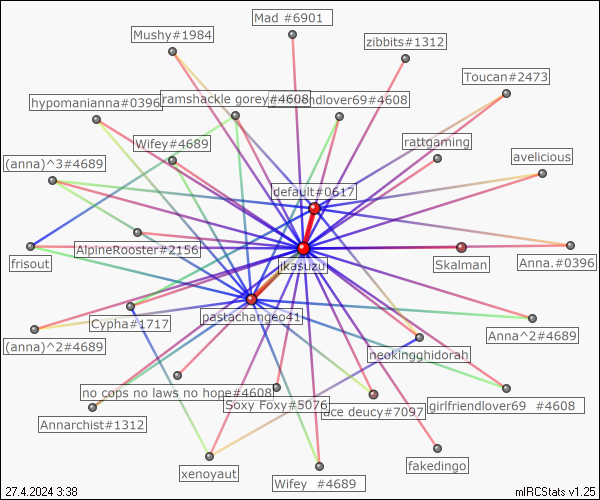 Mad #6901
Mushy#1984
zibbits#1312
Toucan#2473
hypomanianna#0396
ramshackle gorey#4608
endlover69#4608
Wifey#4689
rattgaming
avelicious
(anna)^3#4689
default#0617
AlpineRooster#2156
frisout
jikasuzu
Skalman
Anna.#0396
pastachangeo41
Cypha#1717
(anna)^2#4689
Anna^2#4689
neokingghidorah
no cops no laws no hope#4608
Soxy Foxy#5076
ace deucy#7097
girlfriendlover69 #4608
Annarchist#1312
xenoyaut
Wifey #4689
fakedingo
27.4.2024 3:38
mIRCStats v1.25